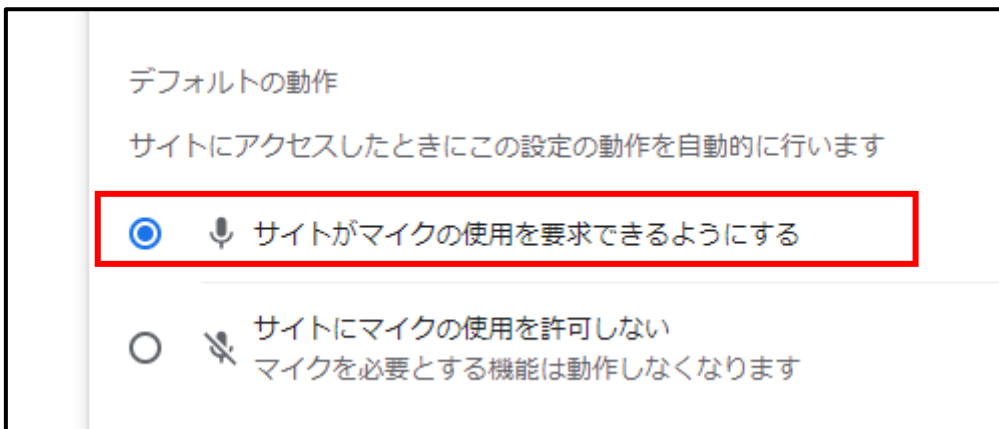 デフォルトの動作
サイトにアクセスしたときにこの設定の動作を自動的に行います
サイトがマイクの使用を要求できるようにする
サイトにマイクの使用を許可しない
マイクを必要とする機能は動作しなくなります